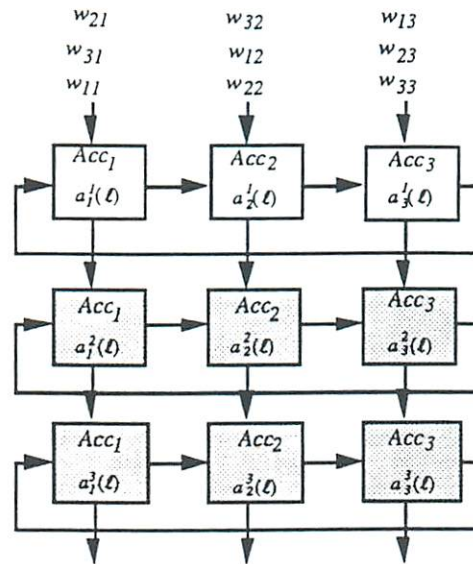 w21 w32 w13
w31 w12 w23
w11 w22 w33
Acc1 Acc2 Acc3
a₁¹(ℓ) a₂¹(ℓ) a₃¹(ℓ)
Acc1 Acc2 Acc3
a₁²(ℓ) a₂²(ℓ) a₃²(ℓ)
Acc1 Acc2 Acc3
a₁³(ℓ) a₂³(ℓ) a₃³(ℓ)